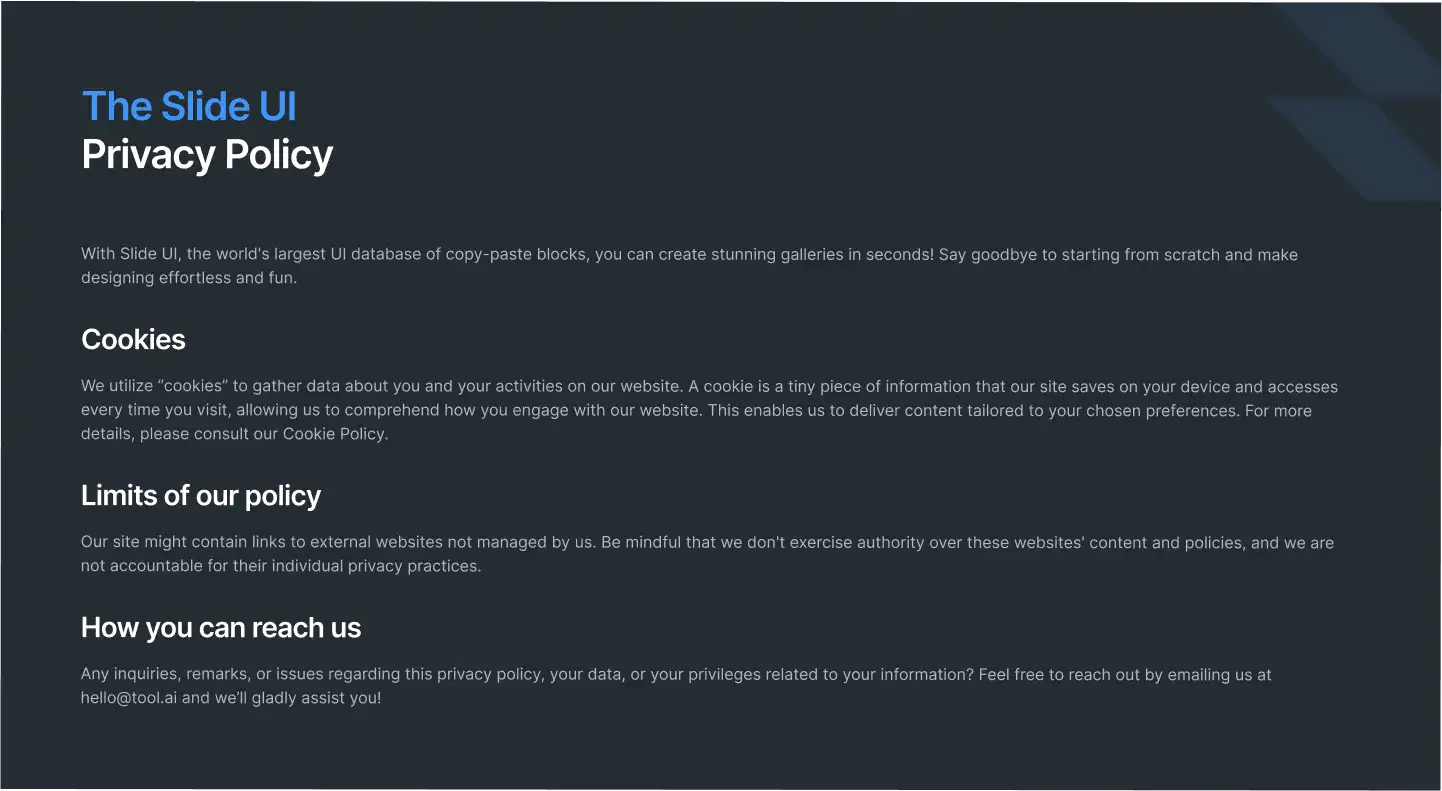 The Slide UI
Privacy Policy
With Slide UI, the world's largest UI database of copy-paste blocks, you can create stunning galleries in seconds! Say goodbye to starting from scratch and make
designing effortless and fun.
Cookies
We utilize “cookies” to gather data about you and your activities on our website. A cookie is a tiny piece of information that our site saves on your device and accesses
every time you visit, allowing us to comprehend how you engage with our website. This enables us to deliver content tailored to your chosen preferences. For more
details, please consult our Cookie Policy.
Limits of our policy
Our site might contain links to external websites not managed by us. Be mindful that we don't exercise authority over these websites' content and policies, and we are
not accountable for their individual privacy practices.
How you can reach us
Any inquiries, remarks, or issues regarding this privacy policy, your data, or your privileges related to your information? Feel free to reach out by emailing us at
hello@tool.ai and we’ll gladly assist you!